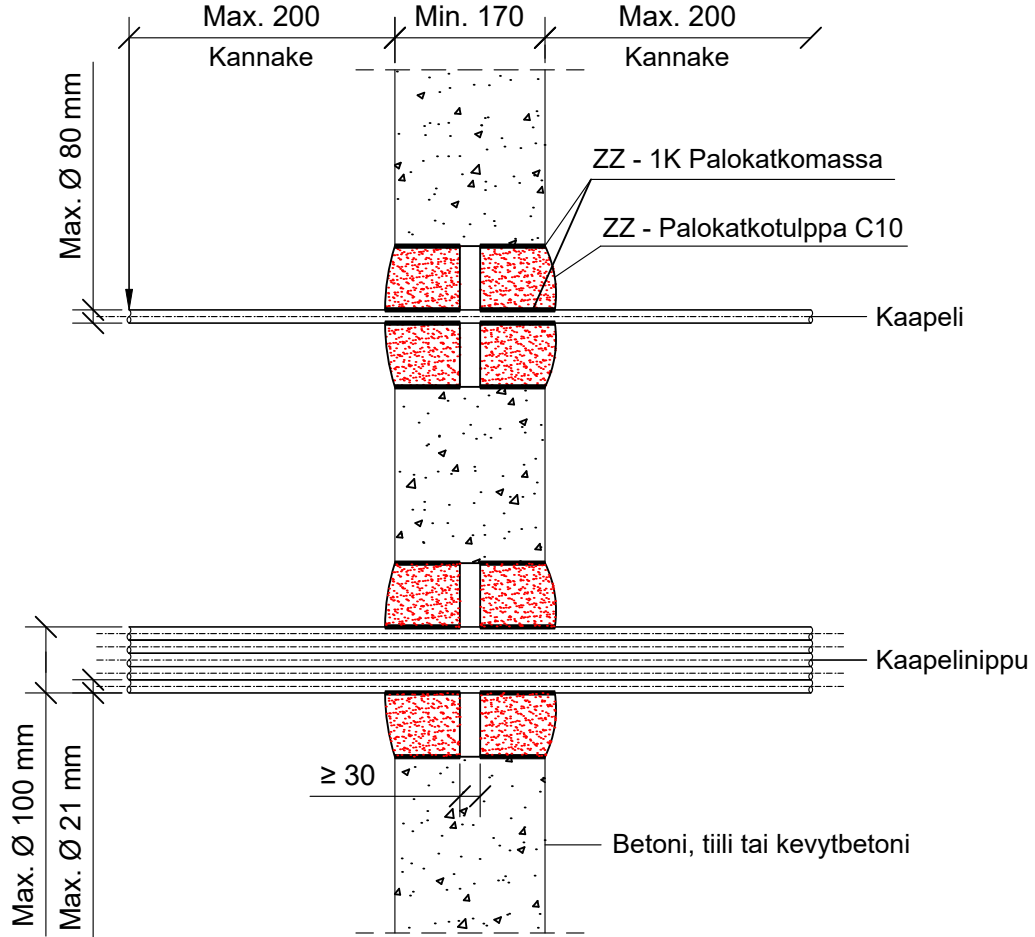 Max. 200
Min. 170
Max. 200
Kannake
Kannake
Max. Ø 80 mm
ZZ - 1K Palokatkomassa
ZZ - Palokatkotulppa C10
Kaapeli
Kaapelinippu
Max. Ø 100 mm
Max. Ø 21 mm
≥ 30
Betoni, tiili tai kevytbetoni